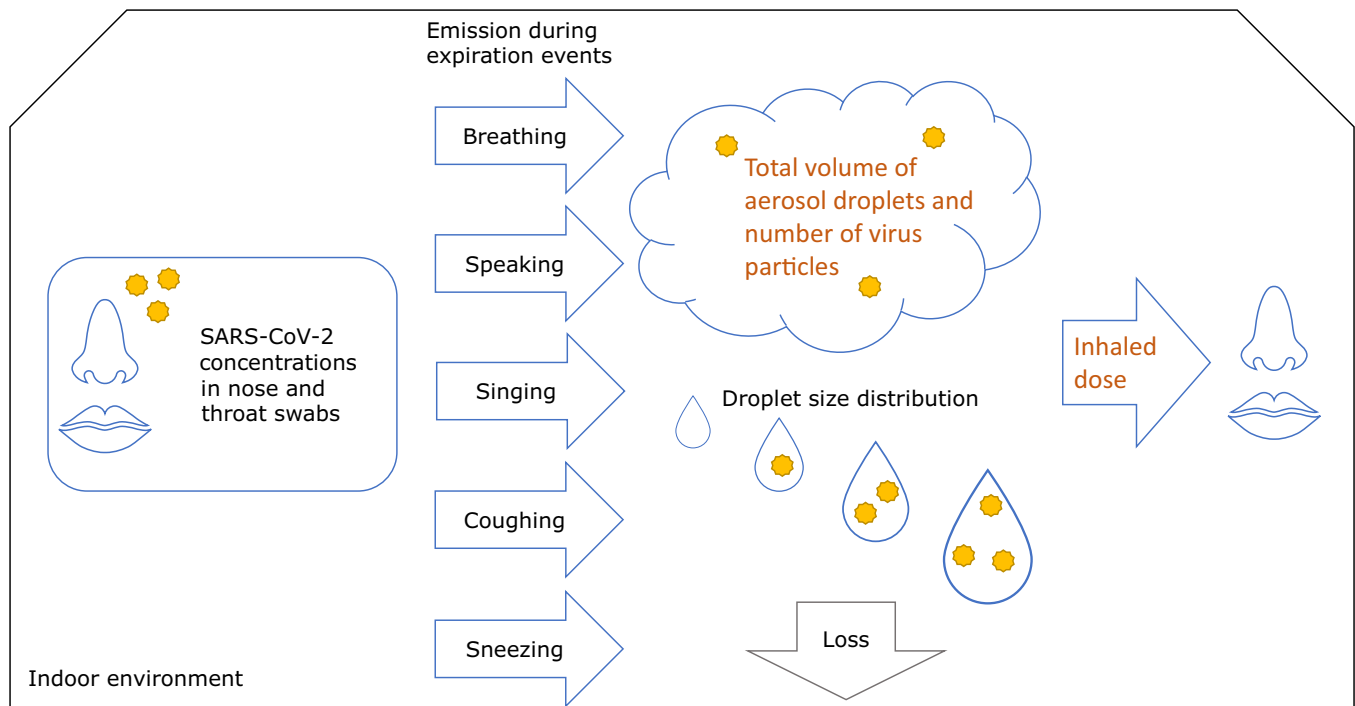 Emission during
expiration events
Breathing
Speaking
Singing
Coughing
Sneezing
SARS-CoV-2
concentrations
in nose and
throat swabs
Total volume of
aerosol droplets and
number of virus
particles
Droplet size distribution
Loss
Inhaled
dose
Indoor environment